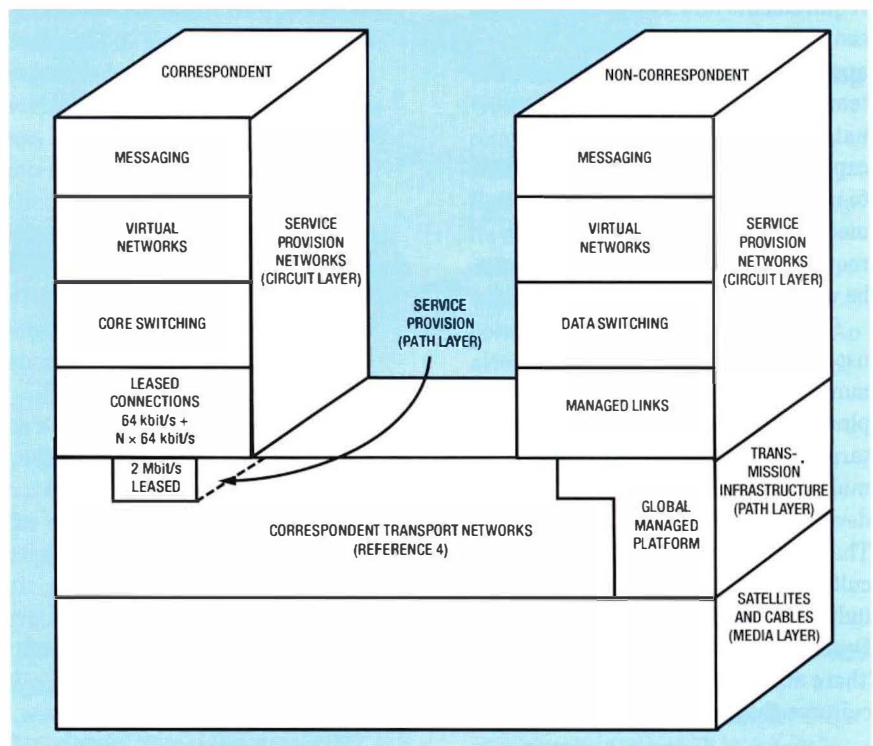 CORRESPONDENT
MESSAGING
VIRTUAL
NETWORKS
CORE SWITCHING
LEASED
CONNECTIONS
64 kbit/s +
N × 64 kbit/s
2 Mbit/s
LEASED
SERVICE
PROVISION
NETWORKS
(CIRCUIT LAYER)
SERVICE
PROVISION
(PATH LAYER)
NON-CORRESPONDENT
MESSAGING
VIRTUAL
NETWORKS
DATA SWITCHING
MANAGED LINKS
SERVICE
PROVISION
NETWORKS
(CIRCUIT LAYER)
CORRESPONDENT TRANSPORT NETWORKS
(REFERENCE 4)
GLOBAL
MANAGED
PLATFORM
TRANS-
MISSION
INFRASTRUCTURE
(PATH LAYER)
SATELLITES
AND CABLES
(MEDIA LAYER)